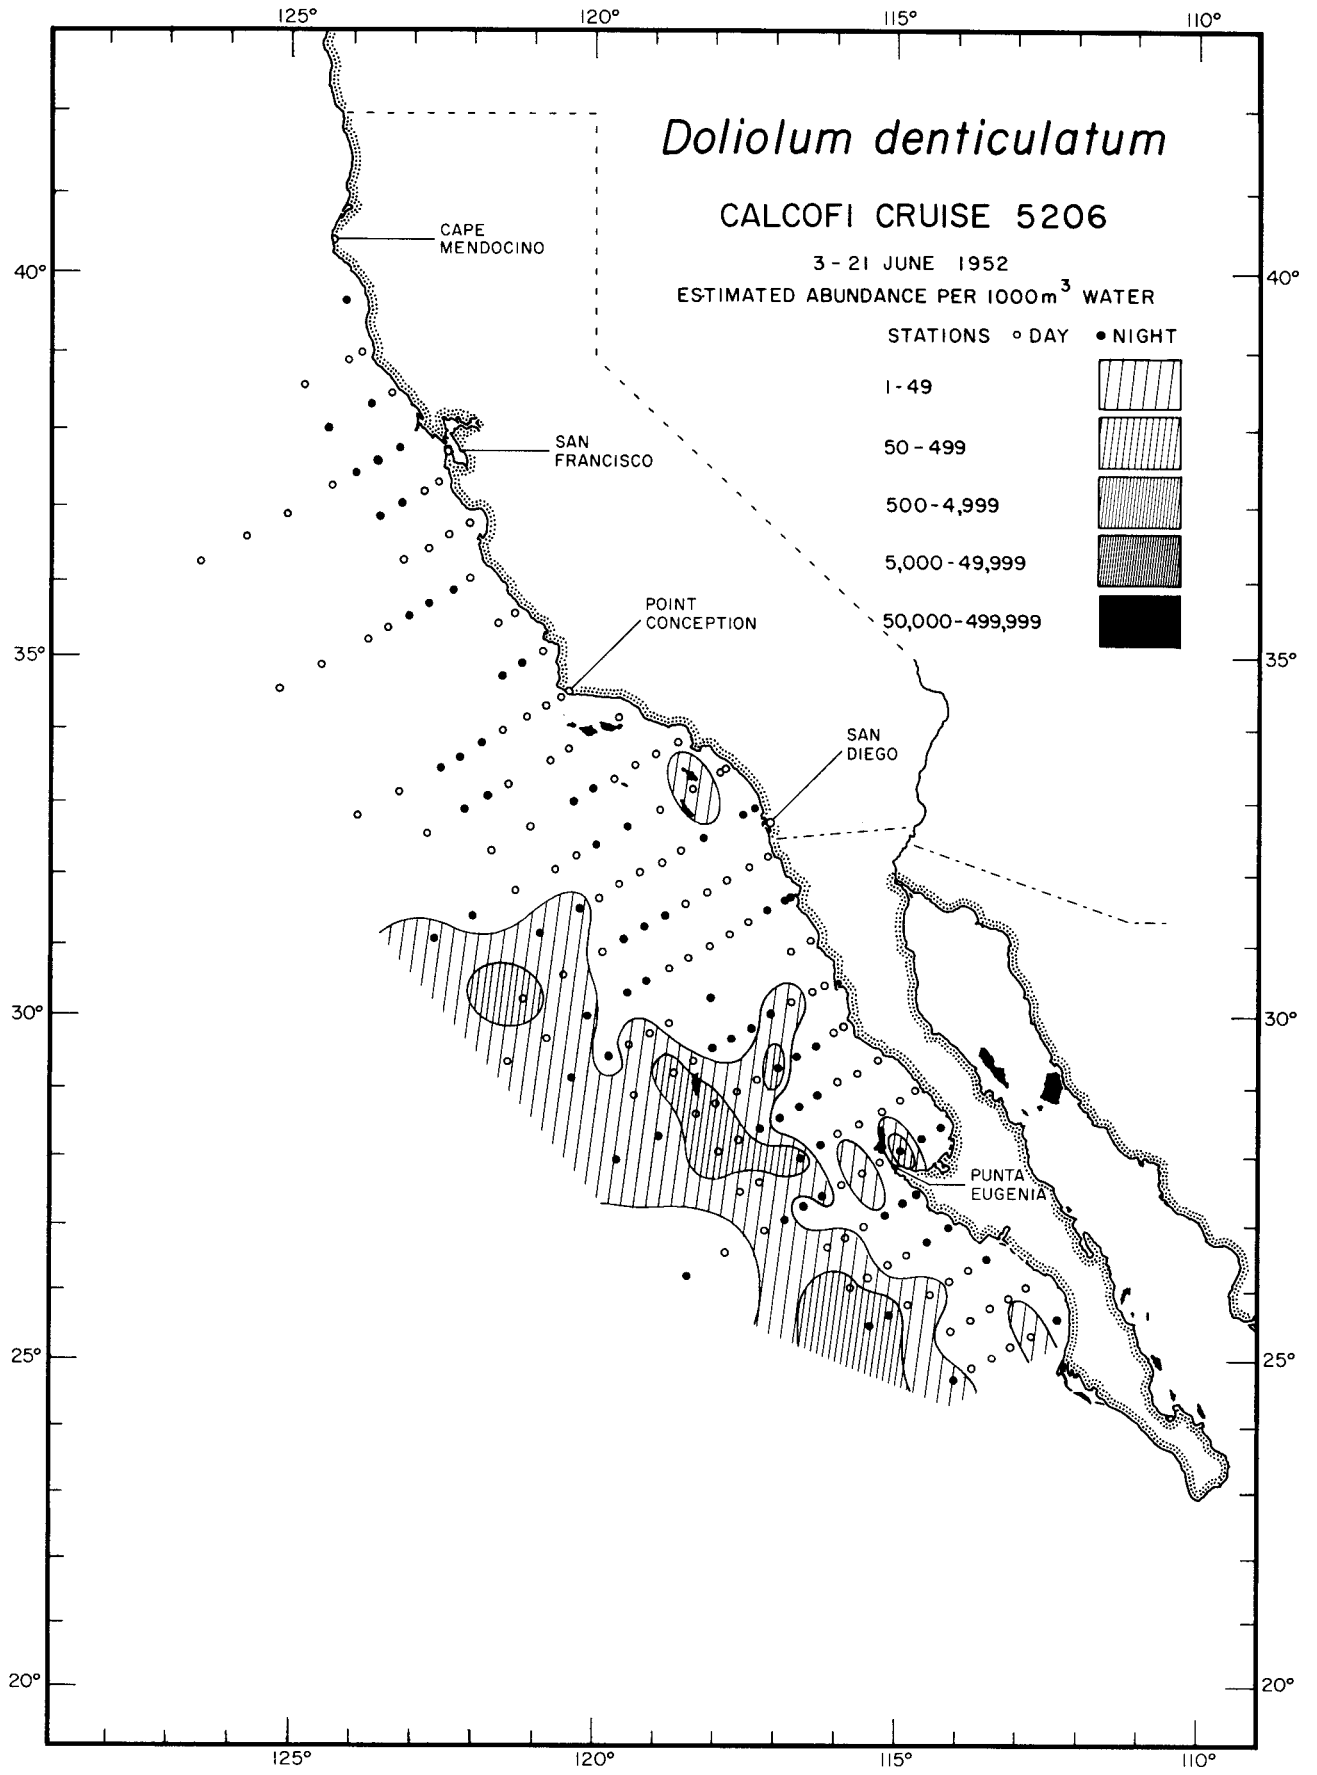 125° 120° 115° 110°
Doliolum denticulatum
CALCOFI CRUISE 5206
3-21 JUNE 1952
ESTIMATED ABUNDANCE PER 1000m³ WATER
STATIONS ○ DAY ● NIGHT
1-49
50-499
500-4,999
5,000-49,999
50,000-499,999
CAPE
MENDOCINO
40° 40°
SAN
FRANCISCO
POINT
CONCEPTION
35° 35°
SAN
DIEGO
30° 30°
PUNTA
EUGENIA
25° 25°
20° 20°
125° 120° 115° 110°